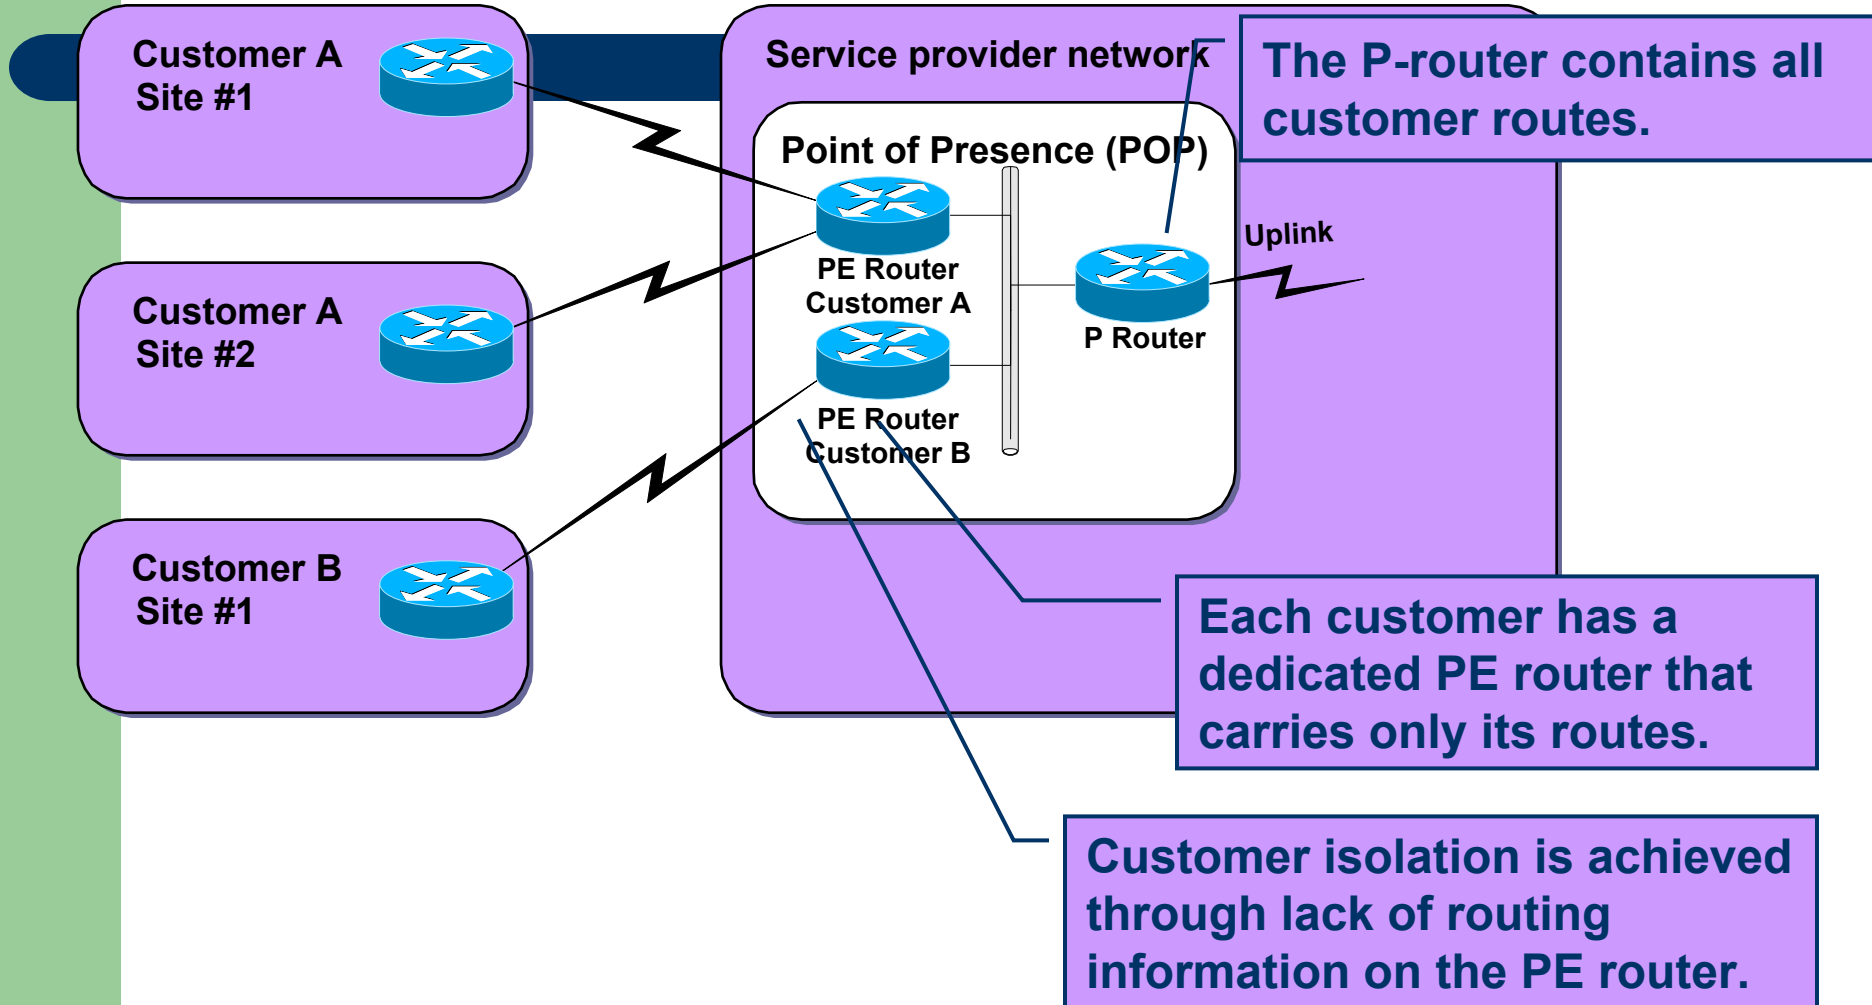 Customer A
Site #1
Service provider network
The P-router contains all
customer routes.
Point of Presence (POP)
Uplink
PE Router
Customer A
P Router
Customer A
Site #2
PE Router
Customer B
Customer B
Site #1
Each customer has a
dedicated PE router that
carries only its routes.
Customer isolation is achieved
through lack of routing
information on the PE router.